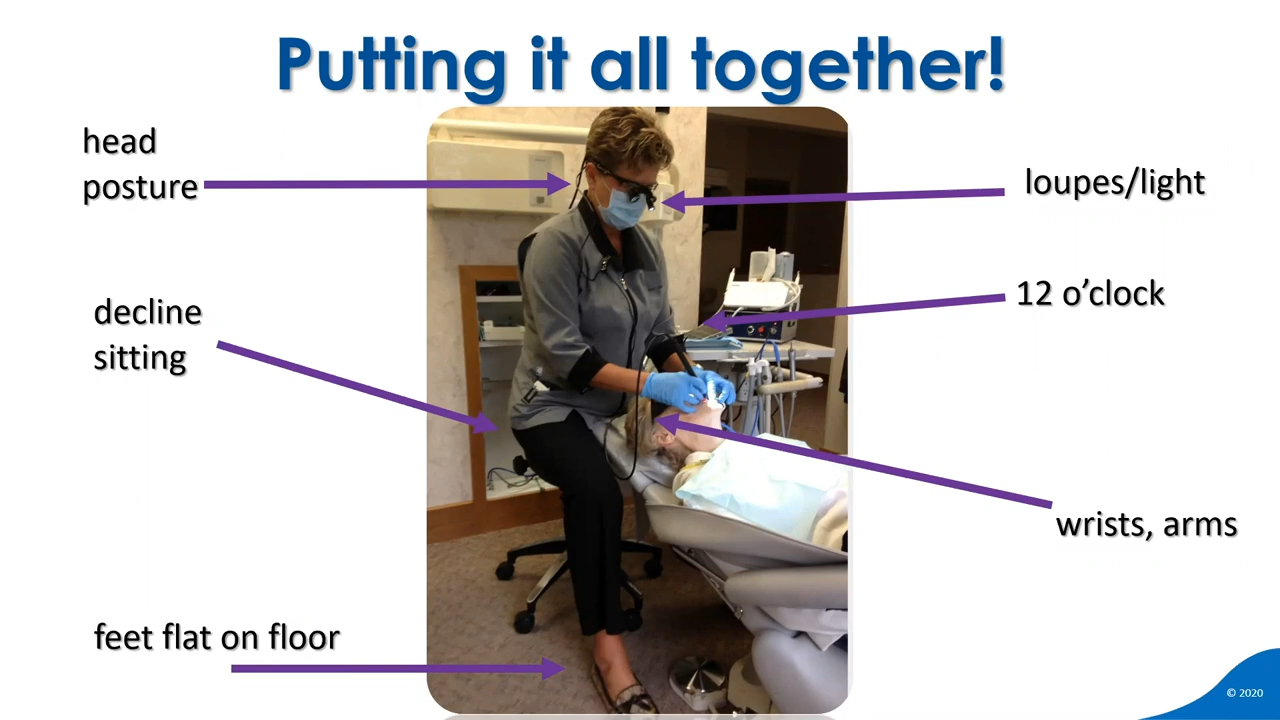 Putting it all together!
head
posture
loupes/light
12 o’clock
decline
sitting
wrists, arms
feet flat on floor
© 2020